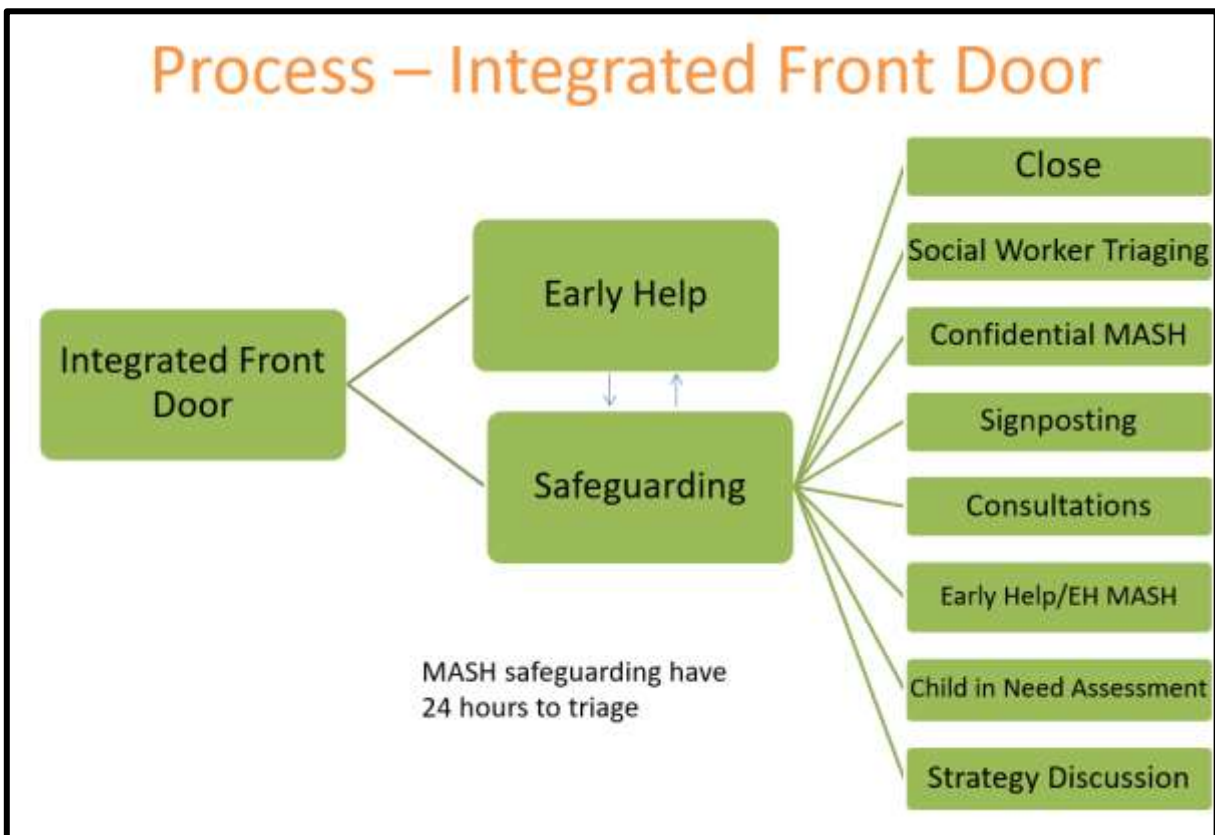 Process – Integrated Front Door
Integrated Front
Door
Early Help
Safeguarding
MASH safeguarding have
24 hours to triage
Close
Social Worker Triaging
Confidential MASH
Signposting
Consultations
Early Help/EH MASH
Child in Need Assessment
Strategy Discussion